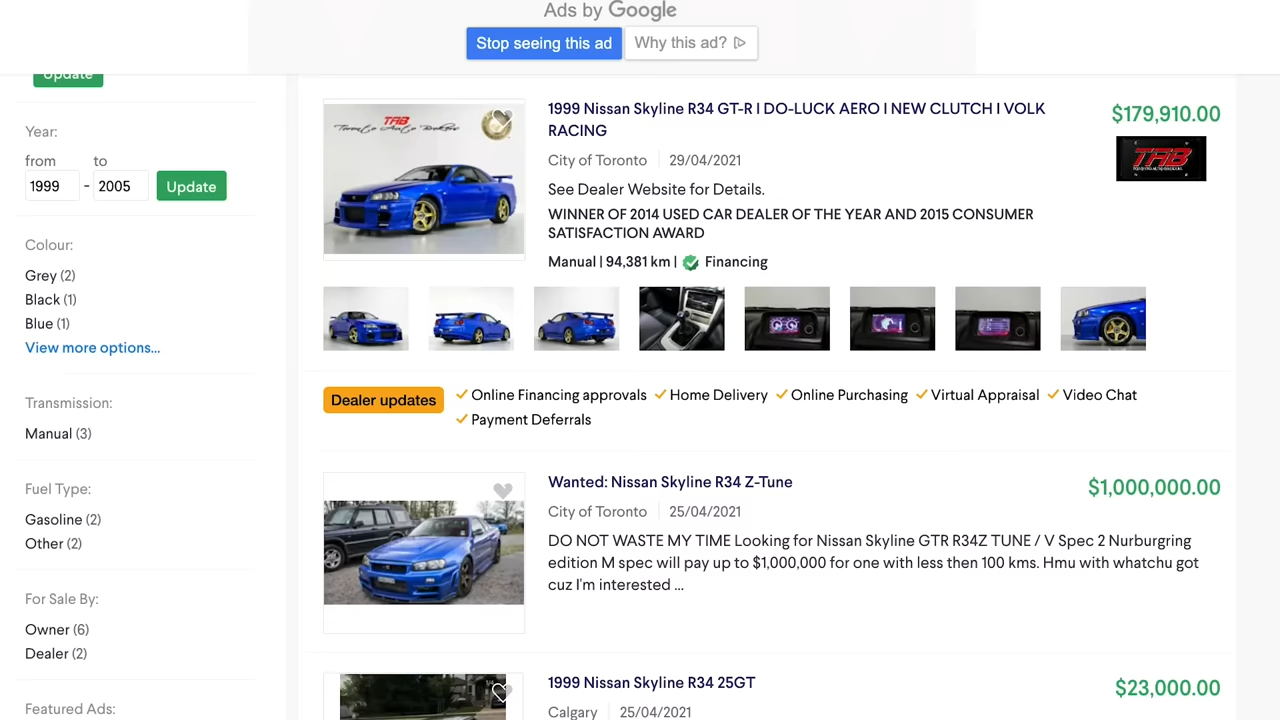 Ads by Google
Stop seeing this ad
Why this ad?
Update
Year:
from to
1999 - 2005 Update
Colour:
Grey (2)
Black (1)
Blue (1)
View more options...
Transmission:
Manual (3)
Fuel Type:
Gasoline (2)
Other (2)
For Sale By:
Owner (6)
Dealer (2)
Featured Ads:
TAB
Toronto Auto Brokers
1999 Nissan Skyline R34 GT-R I DO-LUCK AERO I NEW CLUTCH I VOLK
RACING
City of Toronto 29/04/2021
See Dealer Website for Details.
WINNER OF 2014 USED CAR DEALER OF THE YEAR AND 2015 CONSUMER
SATISFACTION AWARD
Manual | 94,381 km | Financing
$179,910.00
TAB
Dealer updates
Online Financing approvals Home Delivery Online Purchasing Virtual Appraisal Video Chat
Payment Deferrals
Wanted: Nissan Skyline R34 Z-Tune
$1,000,000.00
City of Toronto 25/04/2021
DO NOT WASTE MY TIME Looking for Nissan Skyline GTR R34Z TUNE / V Spec 2 Nurburgring
edition M spec will pay up to $1,000,000 for one with less then 100 kms. Hmu with whatchu got
cuz I'm interested ...
1999 Nissan Skyline R34 25GT
$23,000.00
Calgary 25/04/2021